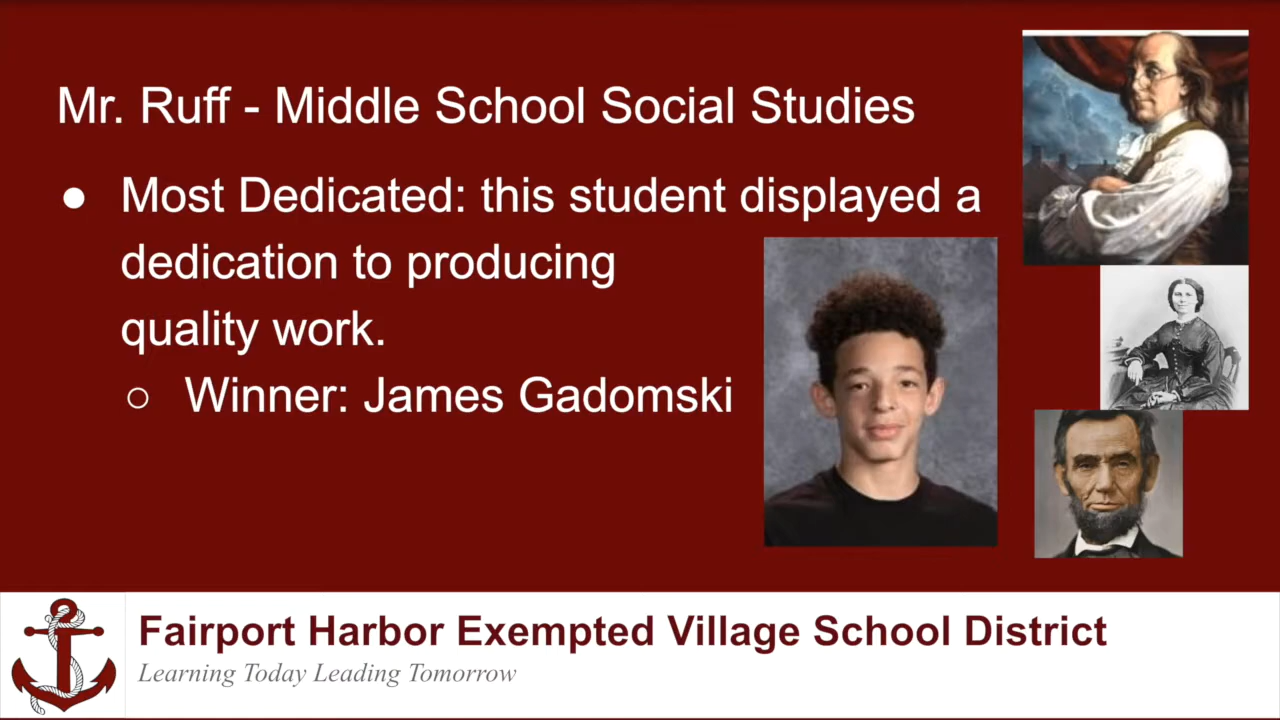 Mr. Ruff - Middle School Social Studies
● Most Dedicated: this student displayed a
dedication to producing
quality work.
○ Winner: James Gadomski
Fairport Harbor Exempted Village School District
Learning Today Leading Tomorrow